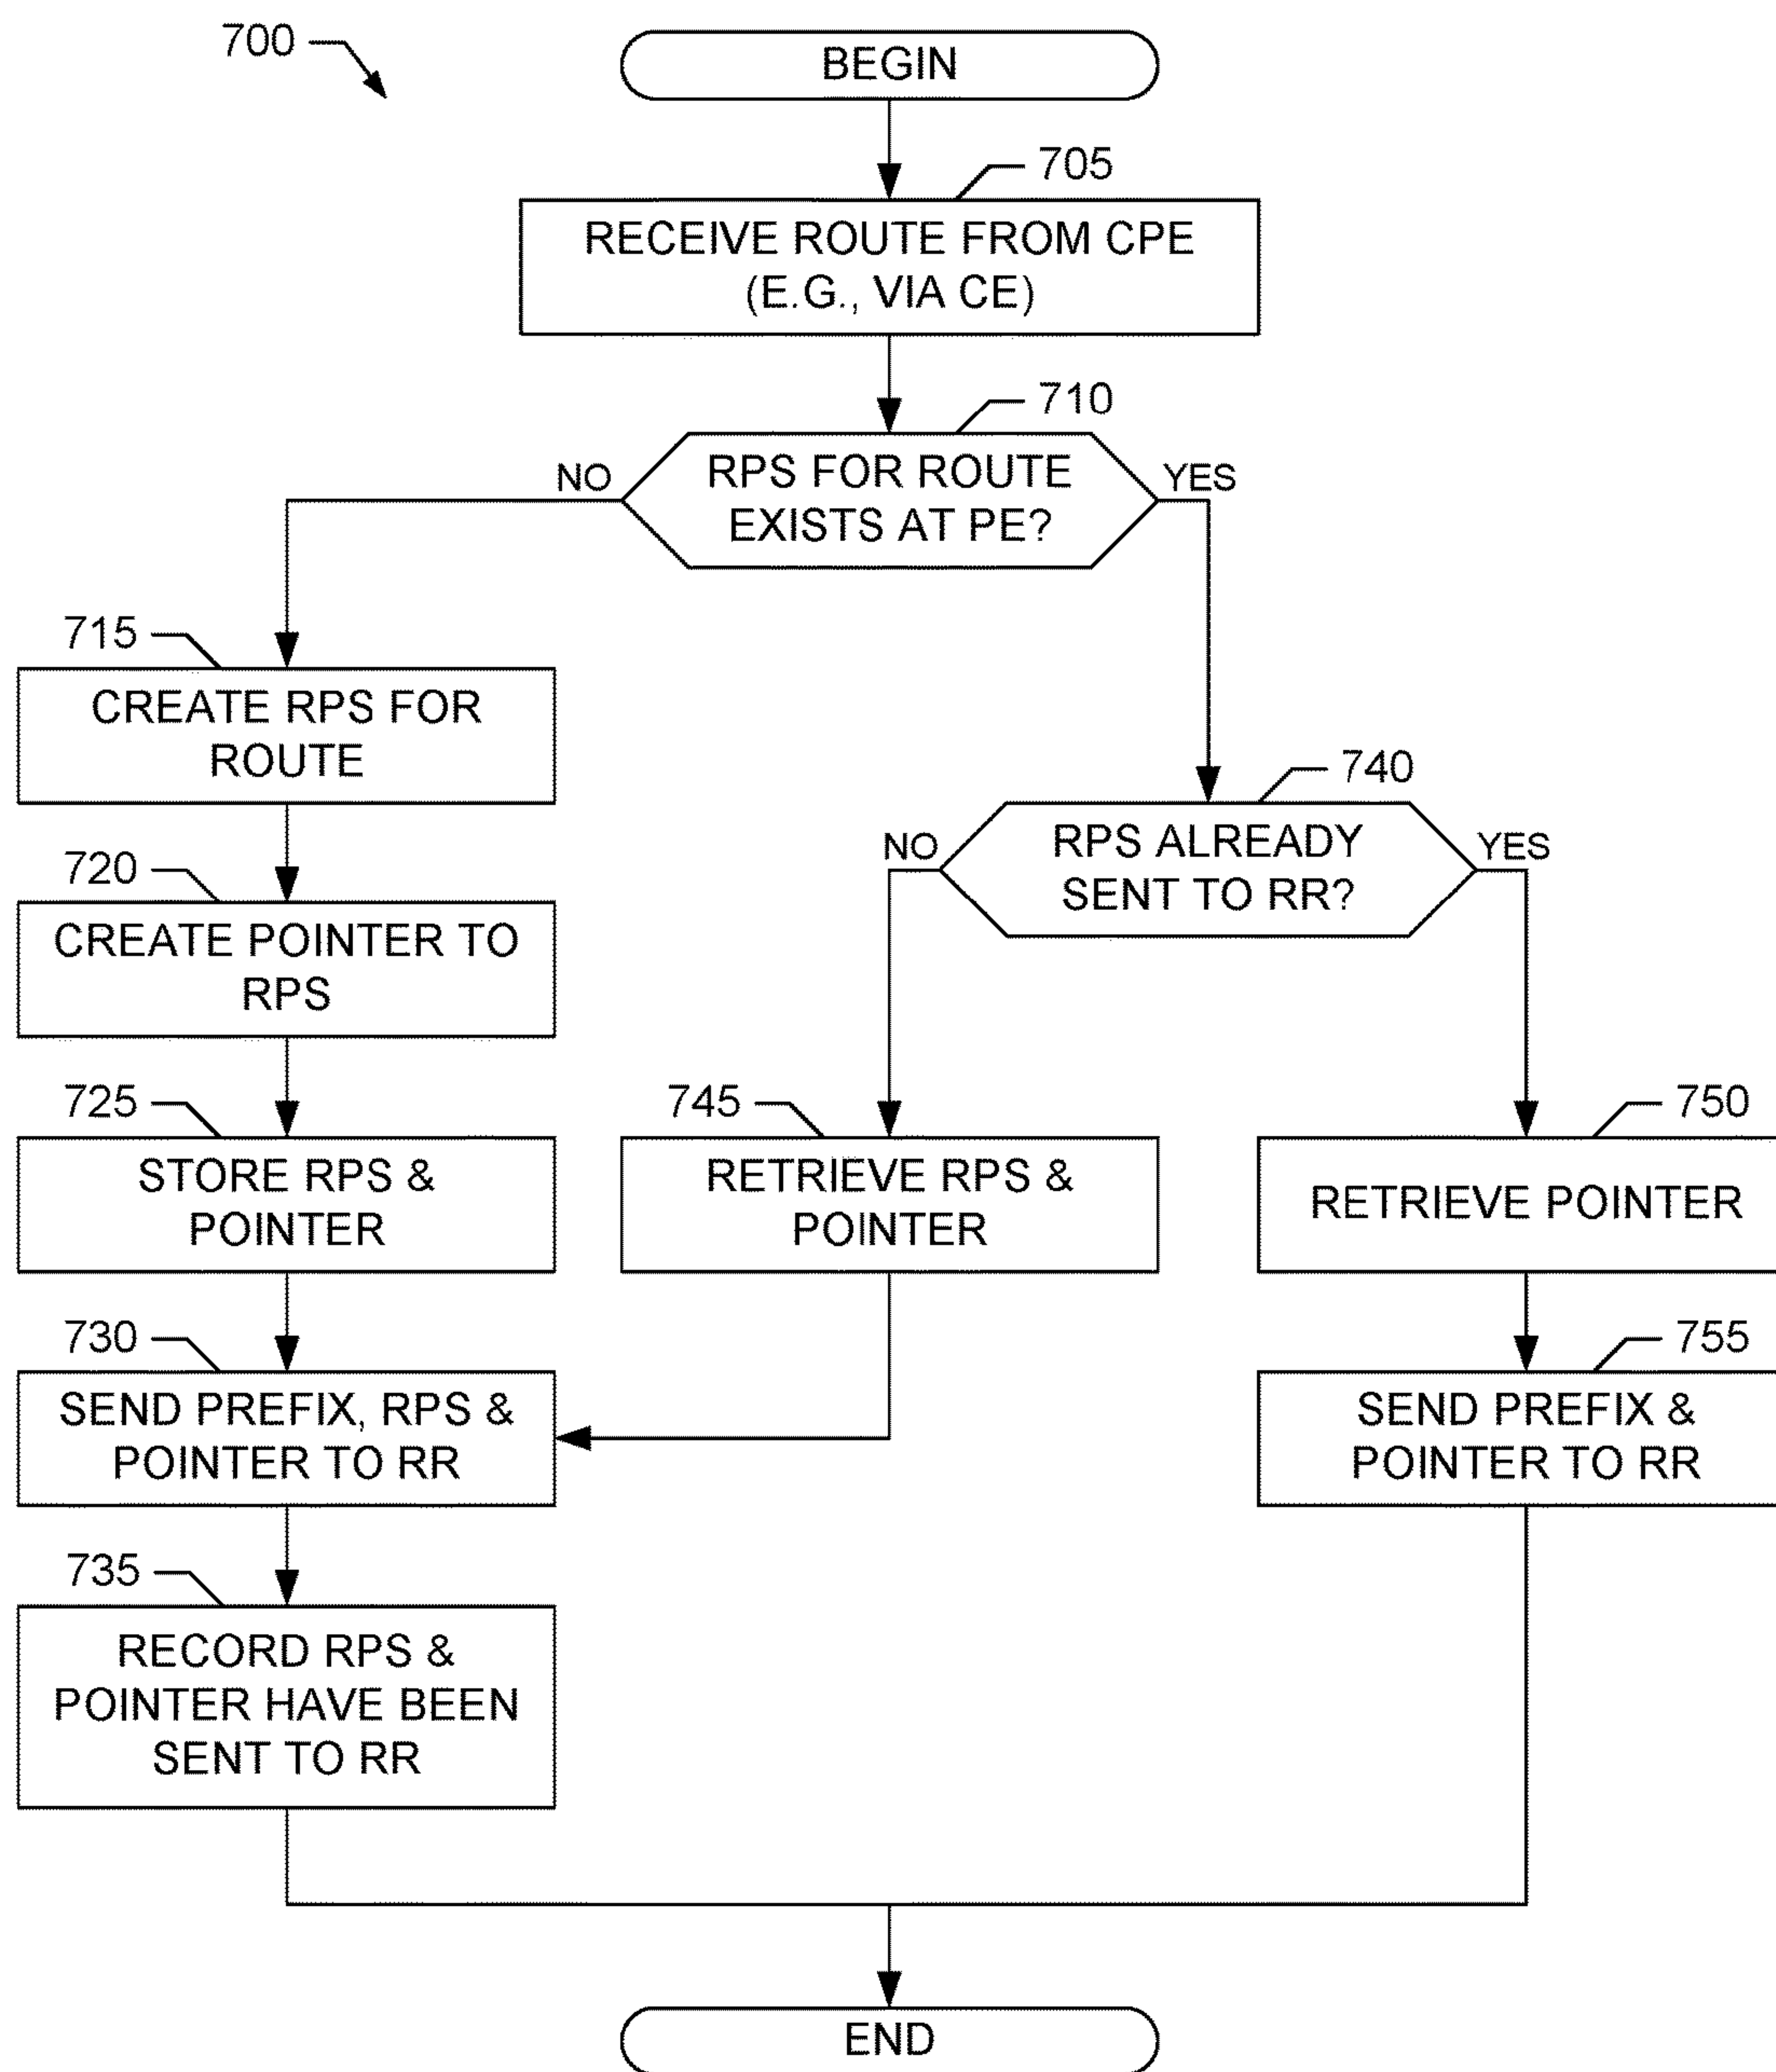 700
BEGIN
705
RECEIVE ROUTE FROM CPE
(E.G., VIA CE)
710
NO
RPS FOR ROUTE
EXISTS AT PE?
YES
715
CREATE RPS FOR
ROUTE
740
NO
RPS ALREADY
SENT TO RR?
YES
720
CREATE POINTER TO
RPS
725
STORE RPS &
POINTER
745
RETRIEVE RPS &
POINTER
750
RETRIEVE POINTER
730
SEND PREFIX, RPS &
POINTER TO RR
755
SEND PREFIX &
POINTER TO RR
735
RECORD RPS &
POINTER HAVE BEEN
SENT TO RR
END